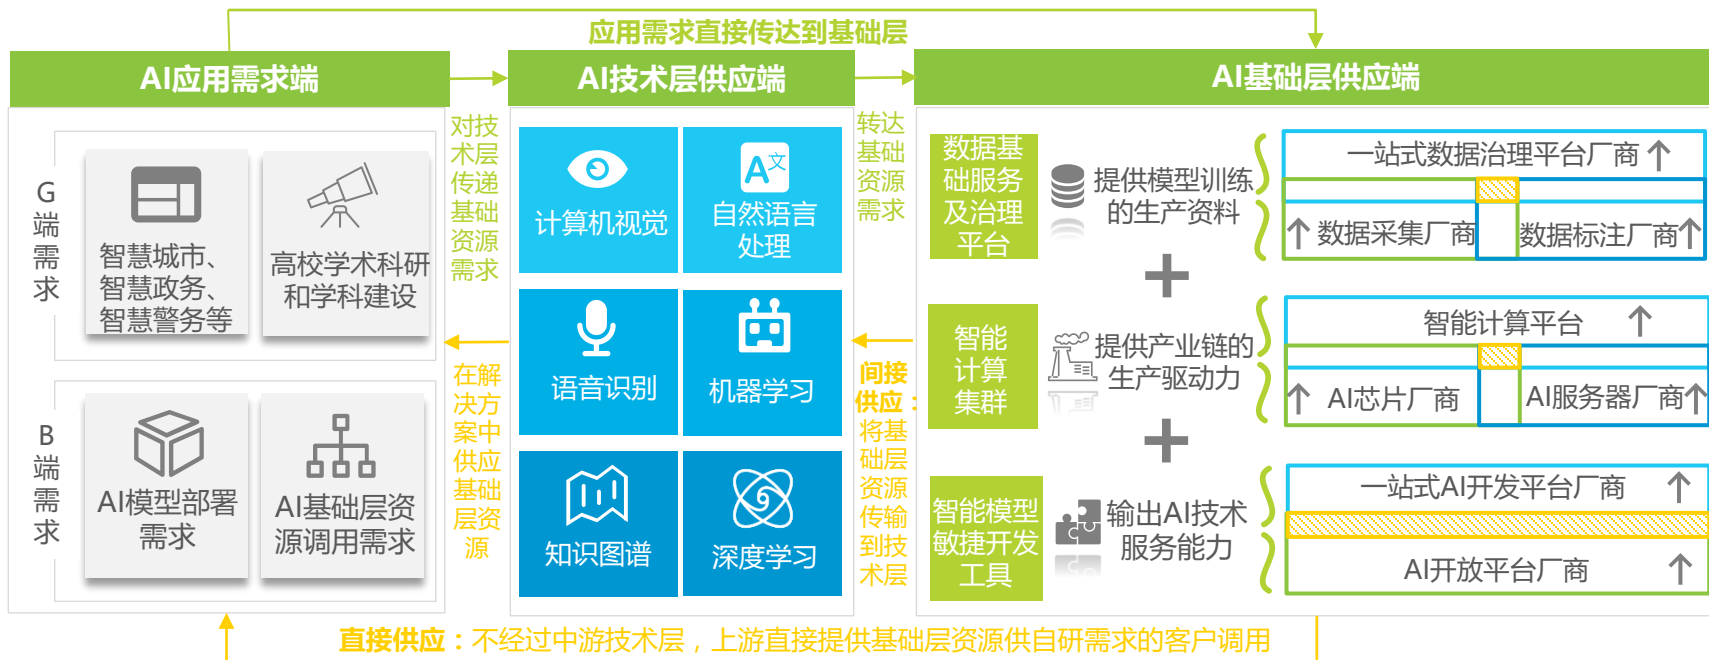 应用需求直接传达到基础层
AI应用需求端
AI技术层供应端
AI基础层供应端
G
端
需
求
智慧城市、
智慧政务、
智慧警务等
高校学术科研
和学科建设
B
端
需
求
AI模型部署
需求
AI基础层资
源调用需求
对技
术层
传递
基础
资源
需求
在解
决方
案中
供应
基础
层资
源
计算机视觉
自然语言
处理
语音识别
机器学习
知识图谱
深度学习
转达
基础
资源
需求
间接
供应：
将基
础层
资源
传输
到技
术层
数据基
础服务
及治理
平台
提供模型训练
的生产资料
一站式数据治理平台厂商
数据采集厂商
数据标注厂商
智能
计算
集群
提供产业链的
生产驱动力
智能计算平台
AI芯片厂商
AI服务器厂商
智能模型
敏捷开发
工具
输出AI技术
服务能力
一站式AI开发平台厂商
AI开放平台厂商
直接供应：不经过中游技术层，上游直接提供基础层资源供自研需求的客户调用